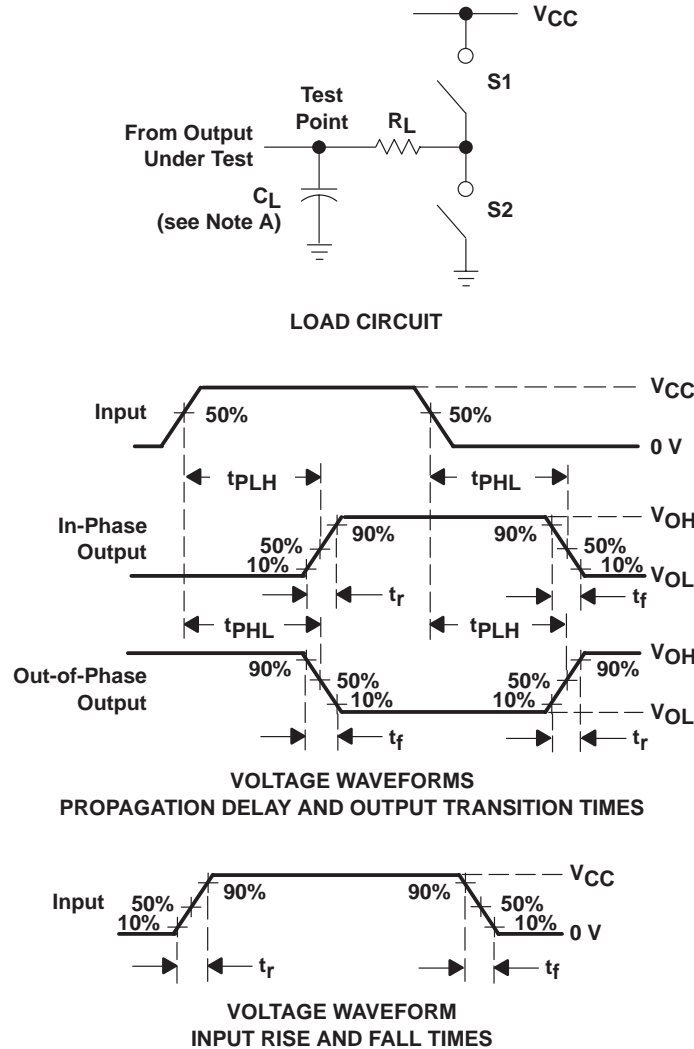 VCC
S1
Test
Point
RL
From Output
Under Test
CL
(see Note A)
S2
LOAD CIRCUIT
VCC
Input
50%
50%
0 V
tPLH
tPHL
In-Phase
Output
VOH
90%
90%
50%
50%
10%
10%
VOL
tr
tf
tPHL
tPLH
Out-of-Phase
Output
VOH
90%
90%
50%
50%
10%
10%
VOL
tf
tr
VOLTAGE WAVEFORMS
PROPAGATION DELAY AND OUTPUT TRANSITION TIMES
VCC
Input
90%
90%
50%
50%
10%
10%
0 V
tr
tf
VOLTAGE WAVEFORM
INPUT RISE AND FALL TIMES